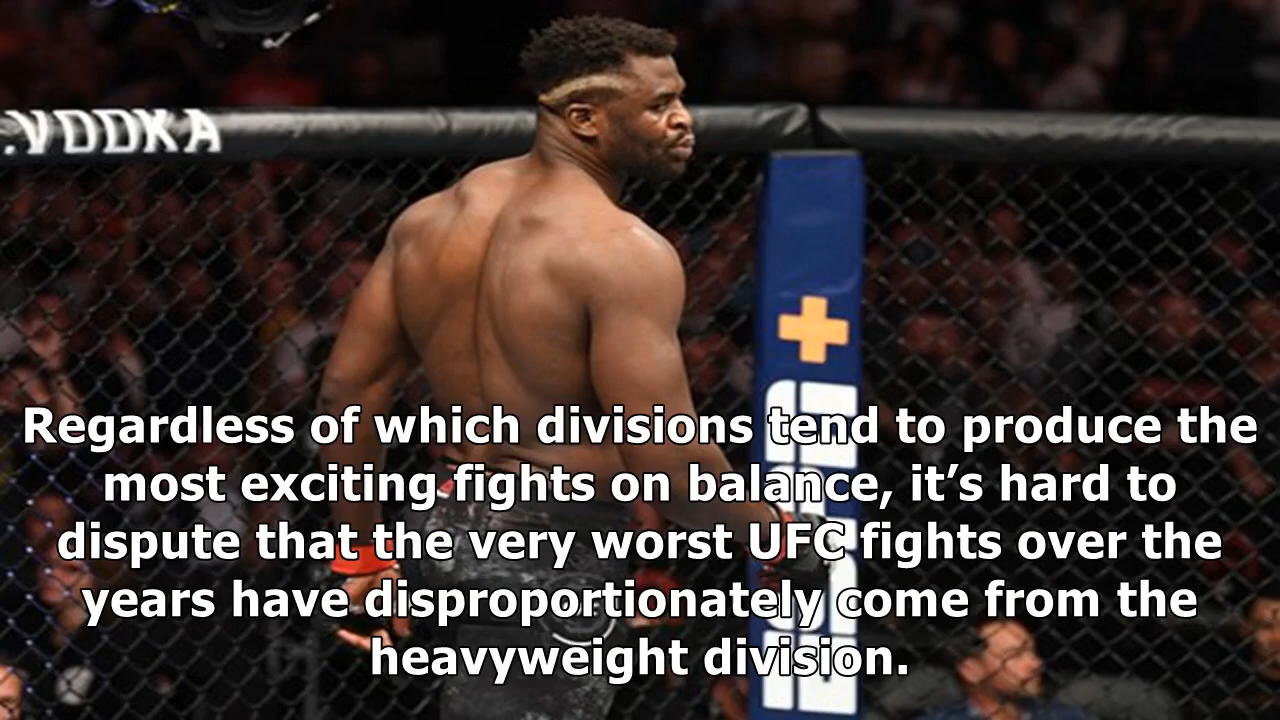 .VODKA
Regardless of which divisions tend to produce the
most exciting fights on balance, it’s hard to
dispute that the very worst UFC fights over the
years have disproportionately come from the
heavyweight division.